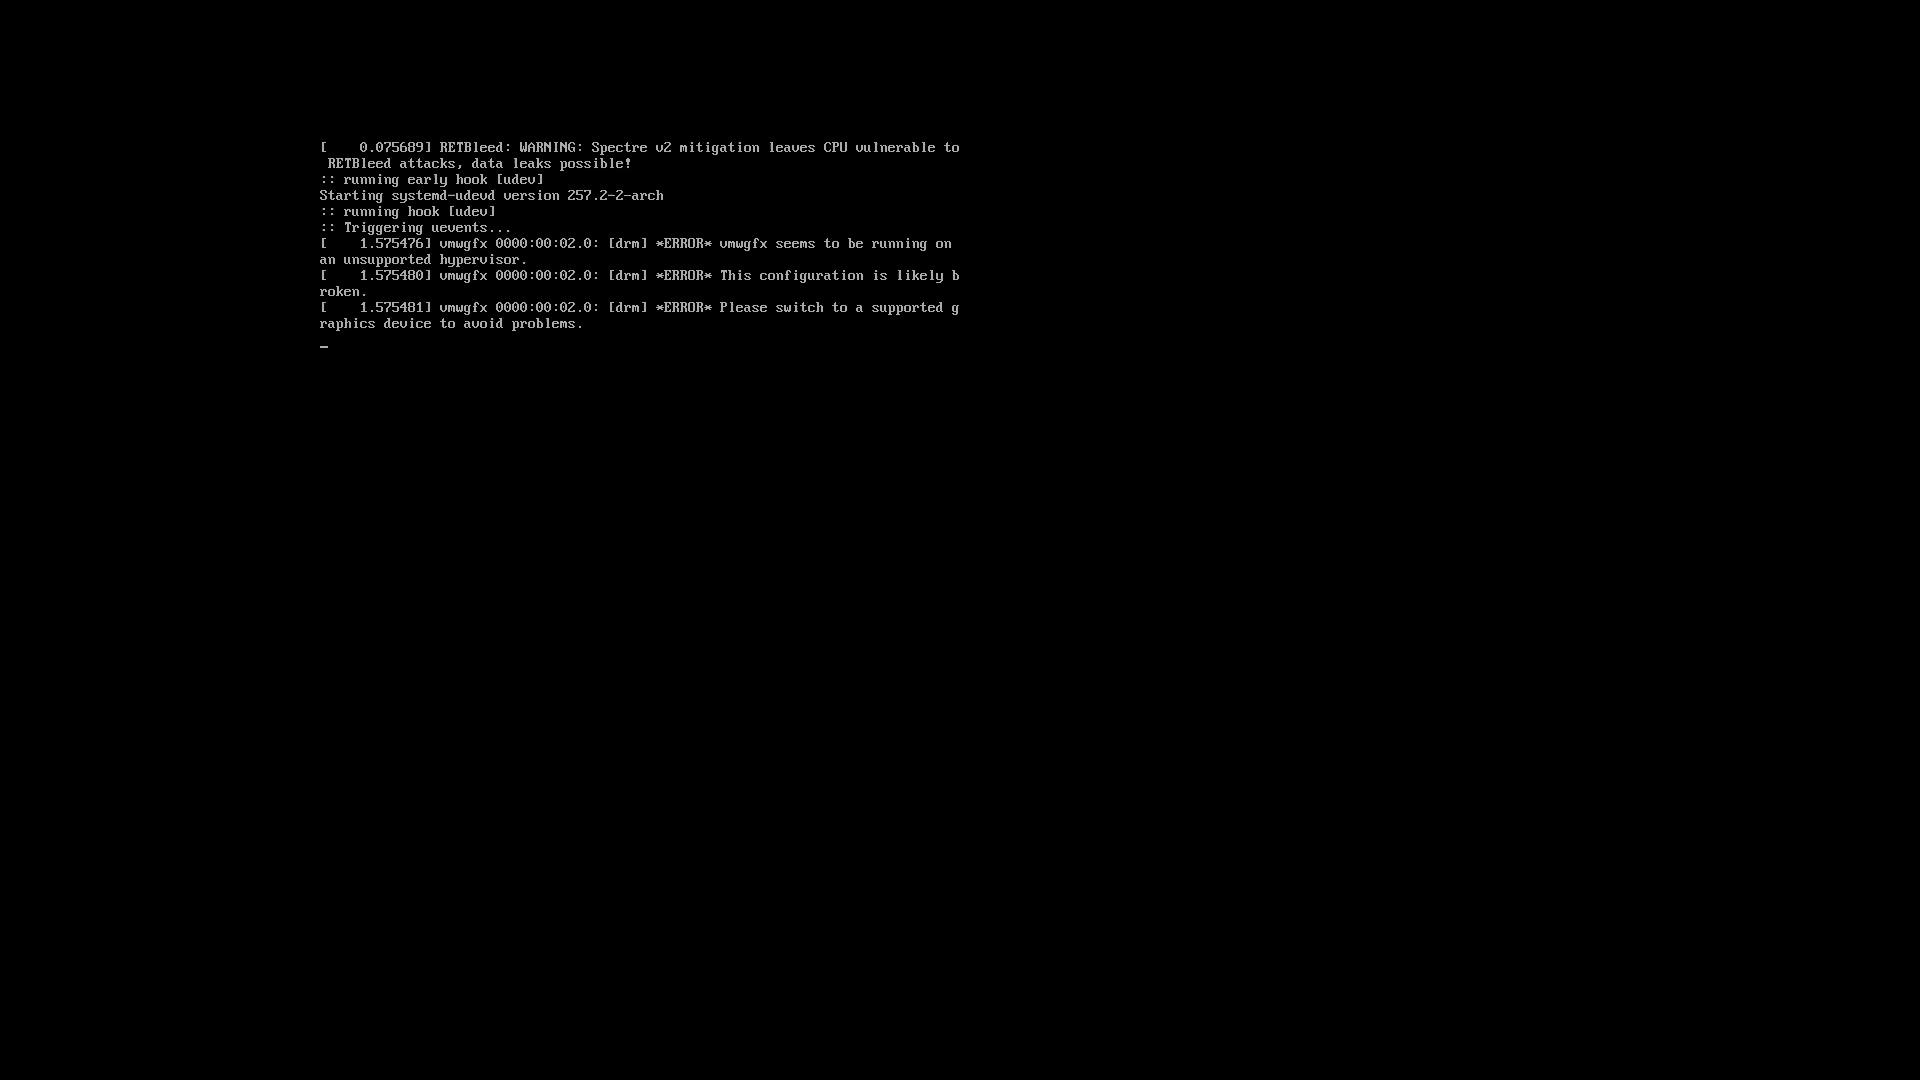 [    0.075689] RETBleed: WARNING: Spectre v2 mitigation leaves CPU vulnerable to
 RETBleed attacks, data leaks possible!
:: running early hook [udev]
Starting systemd-udevd version 257.2-2-arch
:: running hook [udev]
:: Triggering uevents...
[    1.575476] vmwgfx 0000:00:02.0: [drm] *ERROR* vmwgfx seems to be running on
an unsupported hypervisor.
[    1.575480] vmwgfx 0000:00:02.0: [drm] *ERROR* This configuration is likely b
roken.
[    1.575481] vmwgfx 0000:00:02.0: [drm] *ERROR* Please switch to a supported g
raphics device to avoid problems.
_